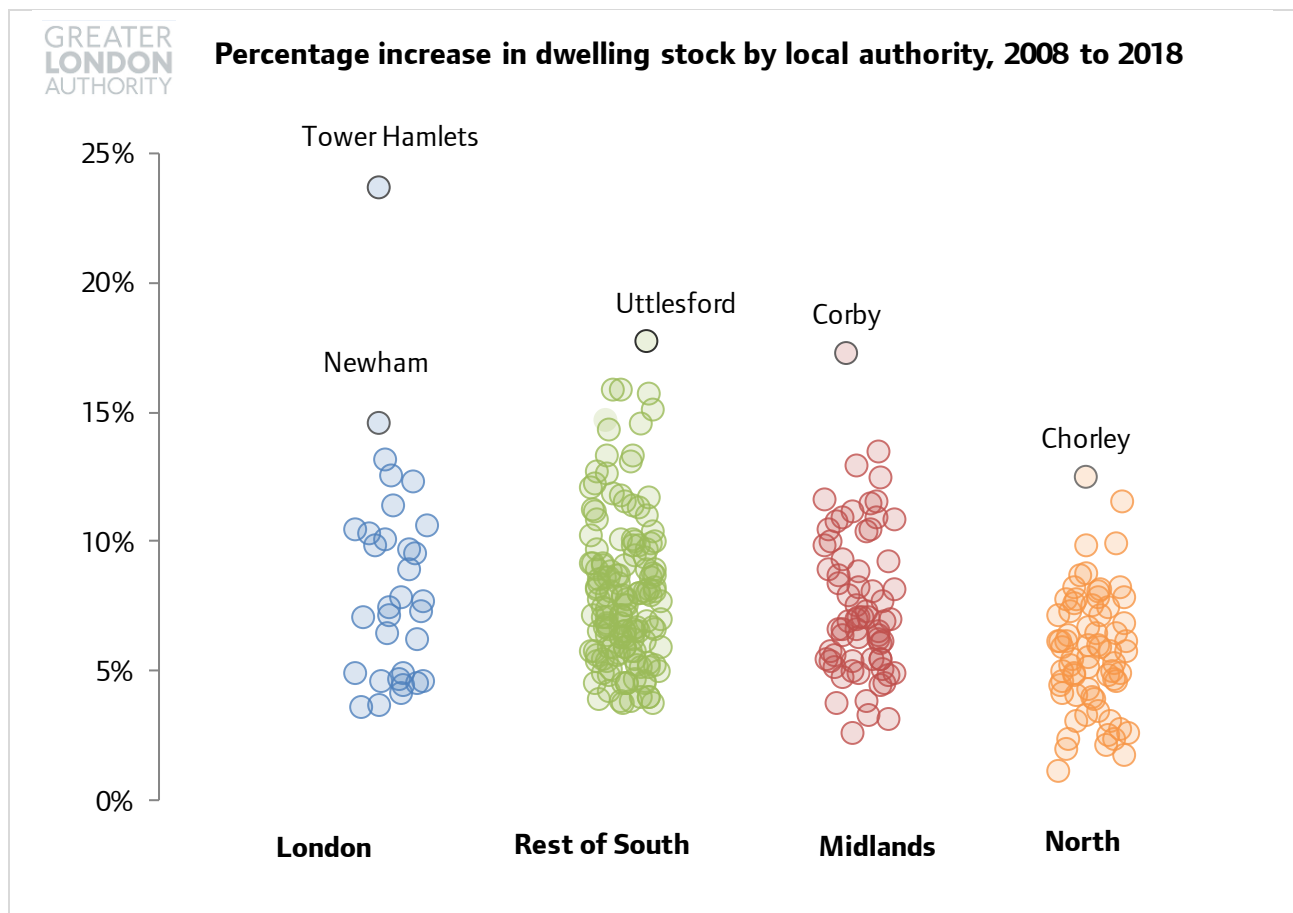 GREATER
LONDON
AUTHORITY
Percentage increase in dwelling stock by local authority, 2008 to 2018
Tower Hamlets
25%
20%
Uttlesford
Corby
Newham
15%
Chorley
10%
5%
0%
London
Rest of South
Midlands
North